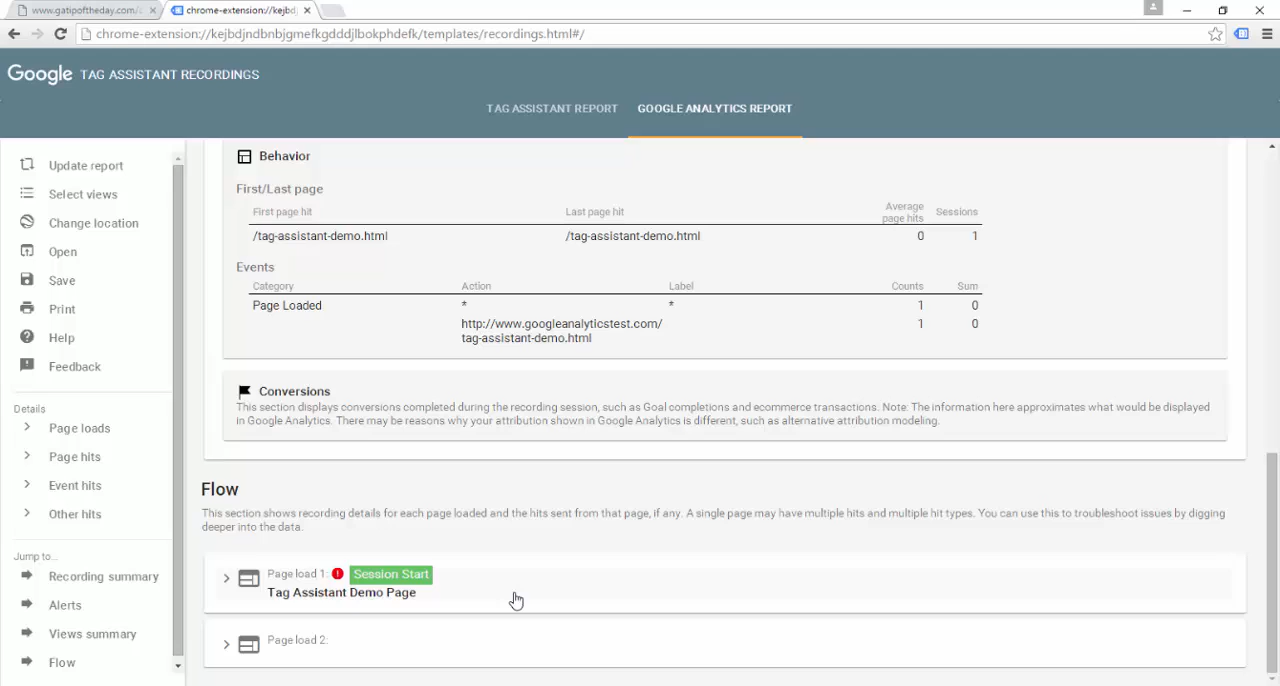 www.gatipoftheday.com/
chrome-extension://kejbd
chrome-extension://kejbdjndbnbjgmefkgdddjlbokphdefk/templates/recordings.html#/
Google TAG ASSISTANT RECORDINGS
TAG ASSISTANT REPORT GOOGLE ANALYTICS REPORT
Update report
Select views
Change location
Open
Save
Print
Help
Feedback
Details
Page loads
Page hits
Event hits
Other hits
Jump to...
Recording summary
Alerts
Views summary
Flow
Behavior
First/Last page
First page hit Last page hit Average page hits Sessions
/tag-assistant-demo.html /tag-assistant-demo.html 0 1
Events
Category Action Label Counts Sum
Page Loaded * * 1 0
http://www.googleanalyticstest.com/ 1 0
tag-assistant-demo.html
Conversions
This section displays conversions completed during the recording session, such as Goal completions and ecommerce transactions. Note: The information here approximates what would be displayed
in Google Analytics. There may be reasons why your attribution shown in Google Analytics is different, such as alternative attribution modeling.
Flow
This section shows recording details for each page loaded and the hits sent from that page, if any. A single page may have multiple hits and multiple hit types. You can use this to troubleshoot issues by digging
deeper into the data.
Page load 1: Session Start
Tag Assistant Demo Page
Page load 2: